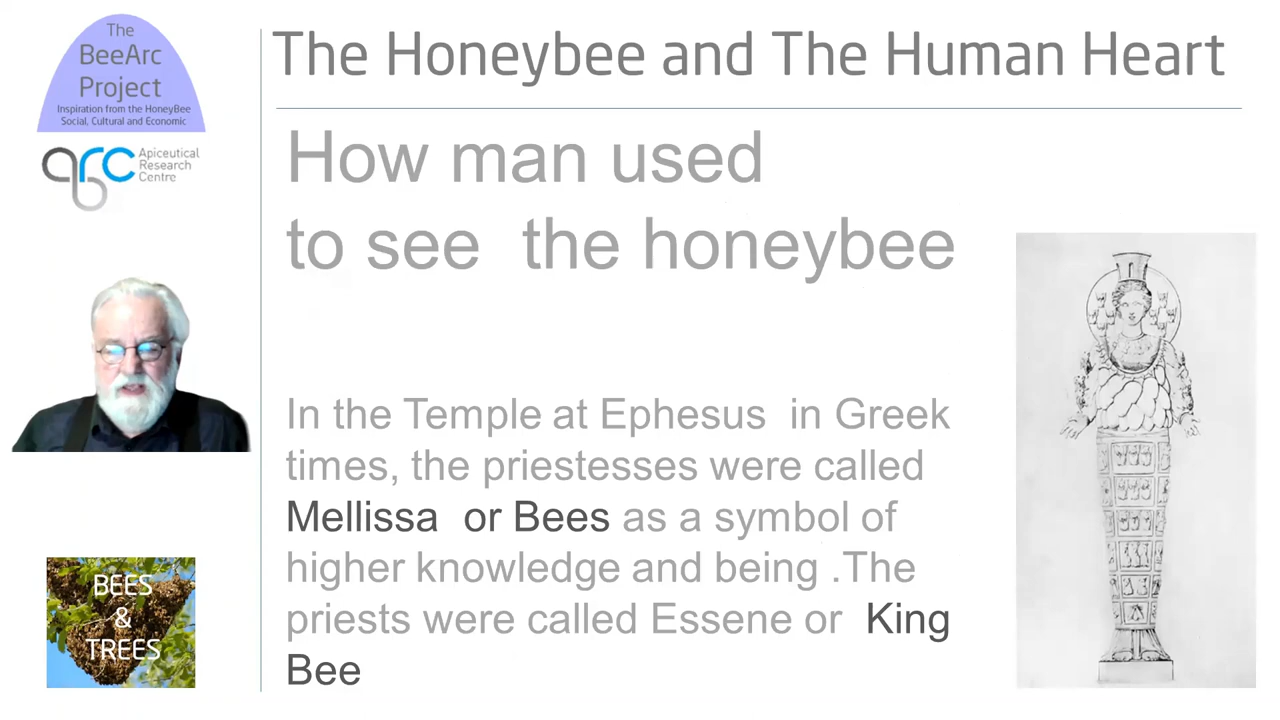 The
BeeArc
Project
Inspiration from the HoneyBee
Social, Cultural and Economic
arc
Apiceutical
Research
Centre
The Honeybee and The Human Heart
How man used
to see the honeybee
In the Temple at Ephesus in Greek
times, the priestesses were called
Mellissa or Bees as a symbol of
higher knowledge and being .The
priests were called Essene or King
Bee
BEES
&
TREES